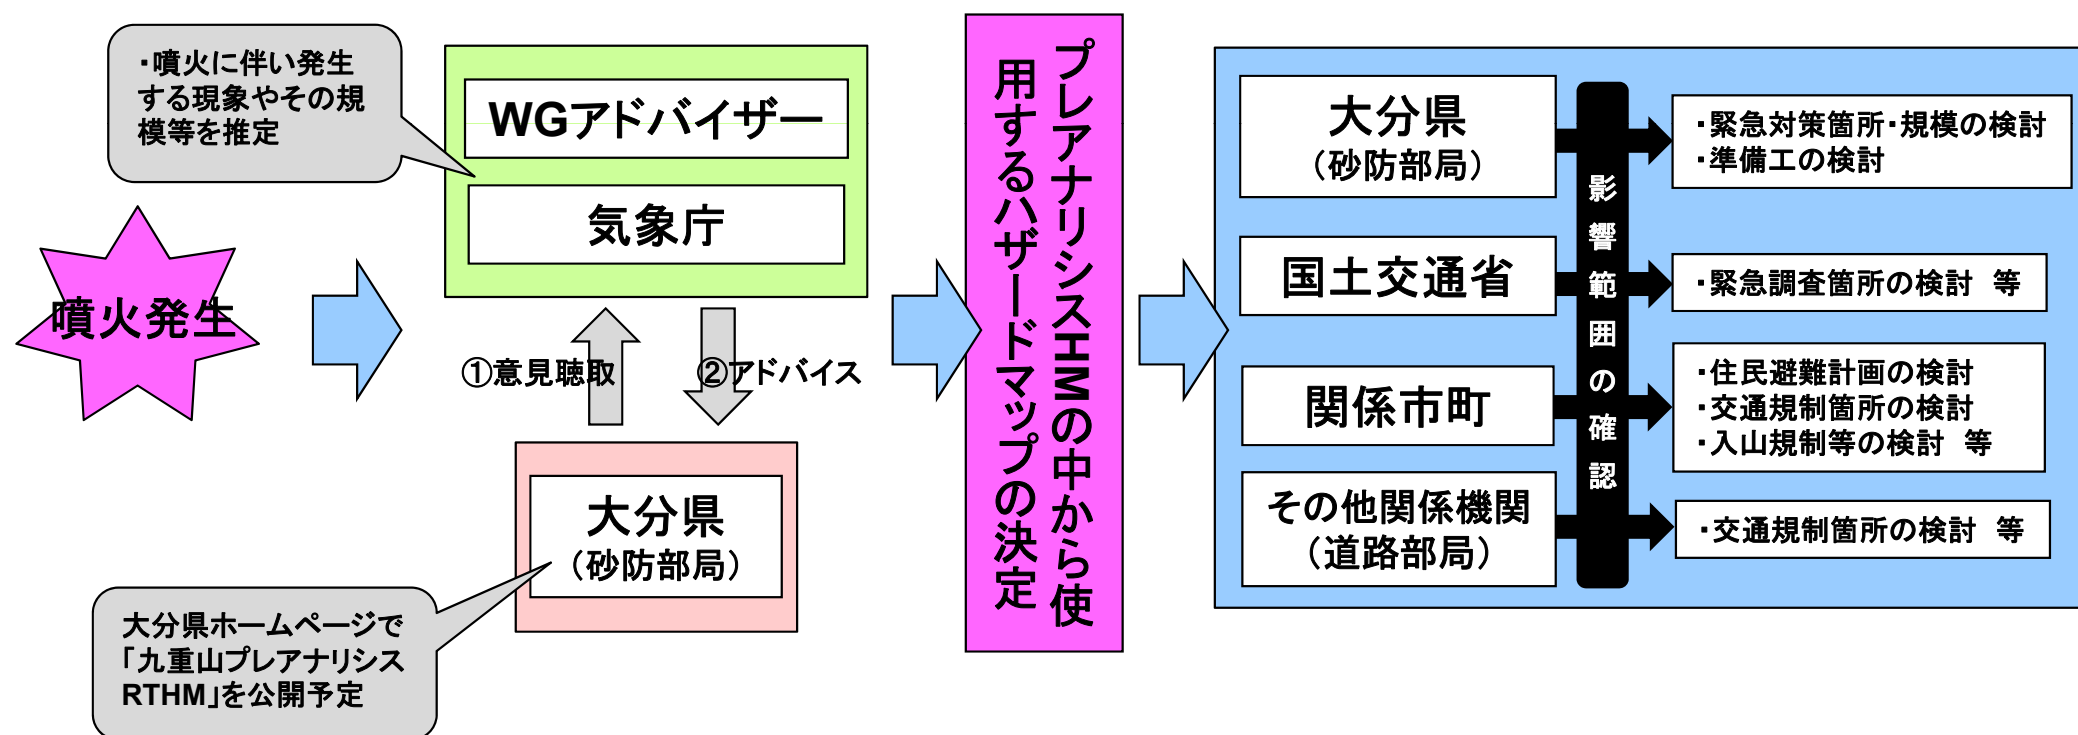 ・噴火に伴い発生
する現象やその規
模等を推定
噴火発生
WGアドバイザー
気象庁
①意見聴取
②アドバイス
大分県
（砂防部局）
大分県ホームページで
「九重山プレアナリシス
RTHM」を公開予定
プレアナリシスHMの中から使
用するハザードマップの決定
大分県
（砂防部局）
国土交通省
関係市町
その他関係機関
（道路部局）
影響範囲の確認
・緊急対策箇所・規模の検討
・準備工の検討
・緊急調査箇所の検討　等
・住民避難計画の検討
・交通規制箇所の検討
・入山規制等の検討　等
・交通規制箇所の検討　等